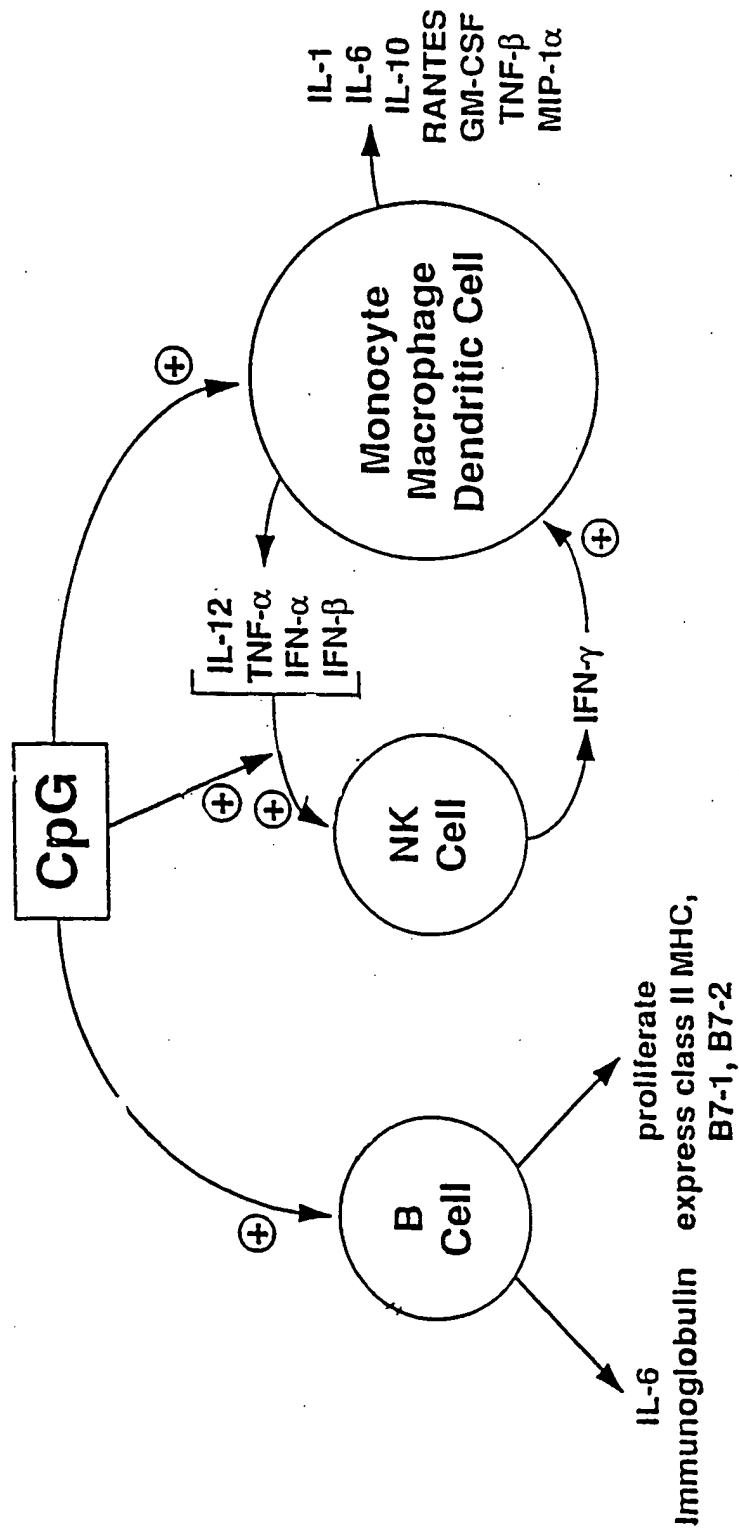 CpG
+
+
+
+
IL-12
TNF-α
IFN-α
IFN-β
B
Cell
NK
Cell
Monocyte
Macrophage
Dendritic Cell
IL-1
IL-6
IL-10
RANTES
GM-CSF
TNF-β
MIP-1α
IFN-γ
+
IL-6
Immunoglobulin
proliferate
express class II MHC,
B7-1, B7-2